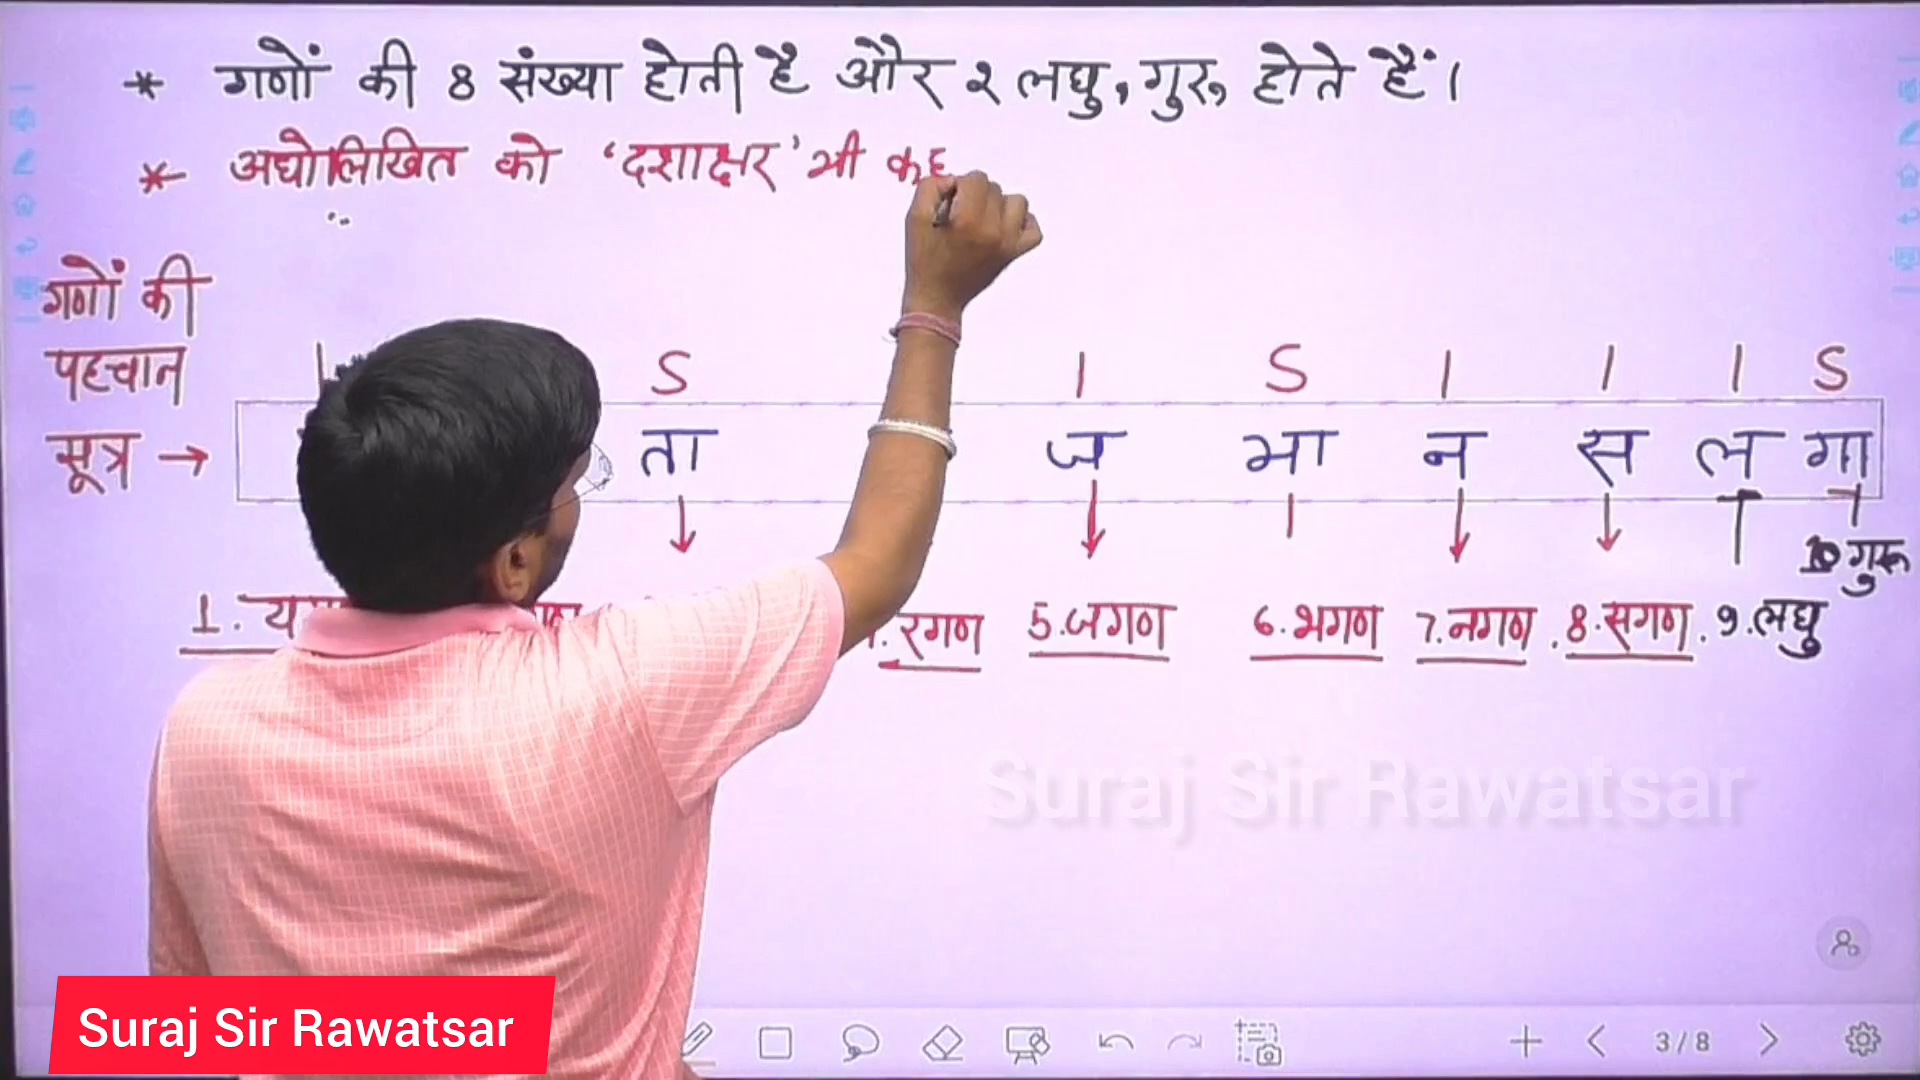 * गणों की 8 संख्या होती है और २ लघु, गुरु होते हैं।
* अधोलिखित को 'दशाक्षर' भी कह
गणों की
पहचान
सूत्र →
S I S I I I S
ता ज भा न स ल गा
10 गुरू
1. रगण 5. जगण 6. भगण 7. नगण . 8. सगण . 9. लघु
Suraj Sir Rawatsar
Suraj Sir Rawatsar
3/8